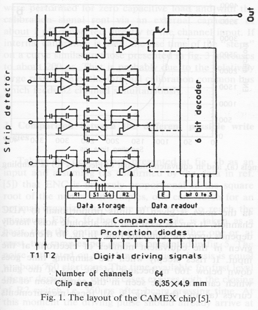 Out
Strip detector
6 bit decoder
R1 S1 S4 R2 E bit 0 to 5
Data storage Data readout
Comparators
Protection diodes
T1 T2 Digital driving signals
Number of channels 64
Chip area 6,35×4,9 mm
Fig. 1. The layout of the CAMEX chip [5].